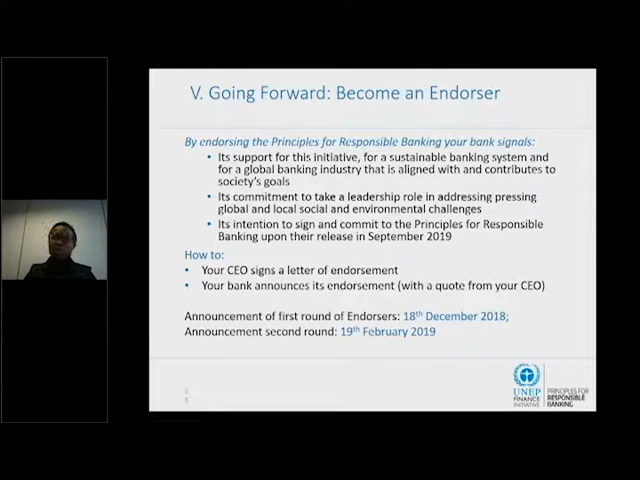 V. Going Forward: Become an Endorser
By endorsing the Principles for Responsible Banking your bank signals:
• Its support for this initiative, for a sustainable banking system and
for a global banking industry that is aligned with and contributes to
society's goals
• Its commitment to take a leadership role in addressing pressing
global and local social and environmental challenges
• Its intention to sign and commit to the Principles for Responsible
Banking upon their release in September 2019
How to:
• Your CEO signs a letter of endorsement
• Your bank announces its endorsement (with a quote from your CEO)
Announcement of first round of Endorsers: 18th December 2018;
Announcement second round: 19th February 2019
UNEP
FINANCE
INITIATIVE
PRINCIPLES FOR
RESPONSIBLE
BANKING